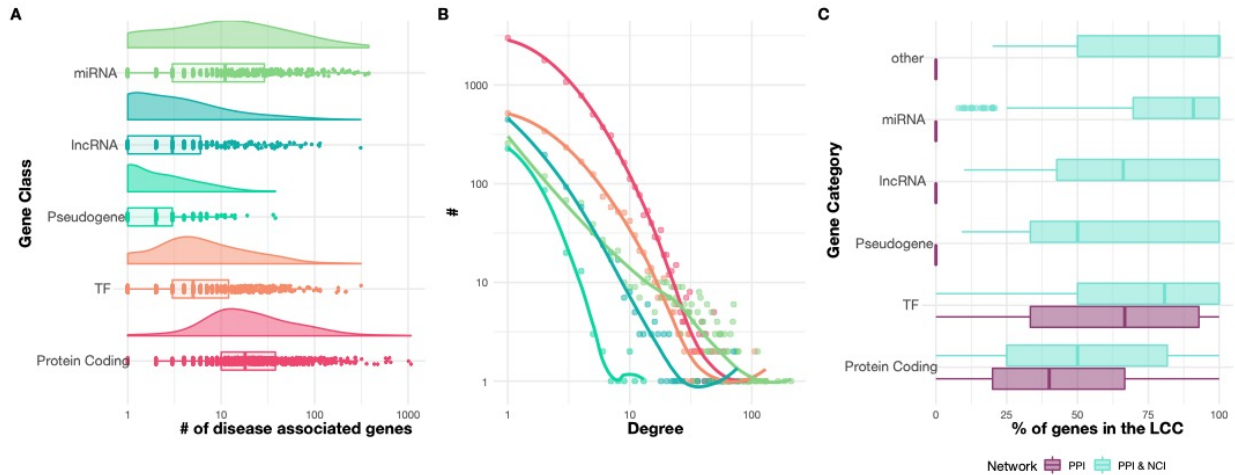 A
Gene Class
miRNA
lncRNA
Pseudogene
TF
Protein Coding
1
10
100
1000
# of disease associated genes
B
#
1000
100
10
1
1
10
100
Degree
C
Gene Category
other
miRNA
lncRNA
Pseudogene
TF
Protein Coding
0
25
50
75
100
% of genes in the LCC
Network PPI PPI & NCI